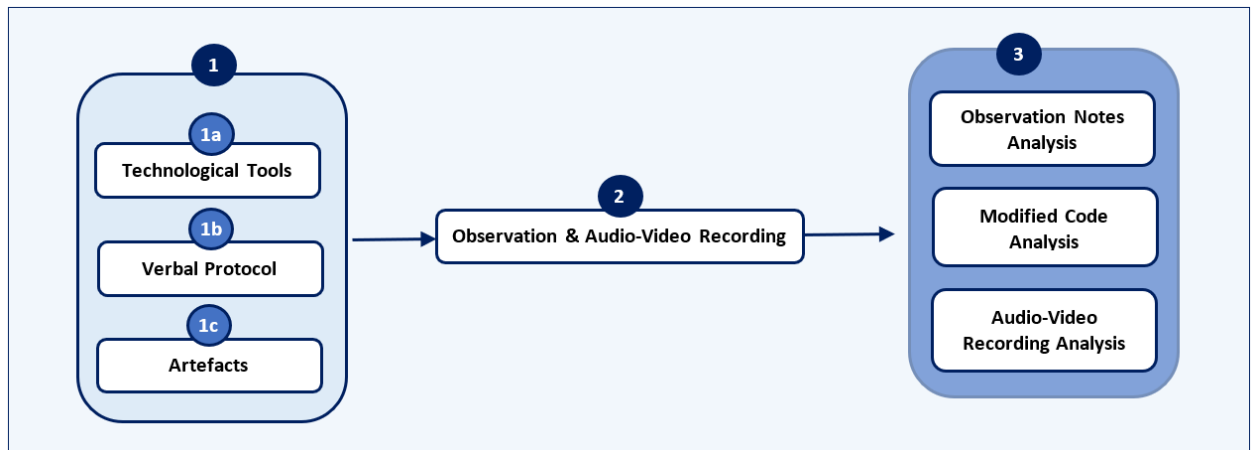 1
1a
Technological Tools
1b
Verbal Protocol
1c
Artefacts
2
Observation & Audio-Video Recording
3
Observation Notes
Analysis
Modified Code
Analysis
Audio-Video
Recording Analysis